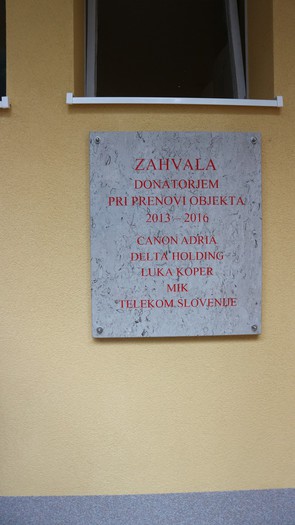 ZAHVALA
DONATORJEM
PRI PRENOVI OBJEKTA
2013 – 2016
CANON ADRIA
DELTA HOLDING
LUKA KOPER
MIK
TELEKOM SLOVENIJE